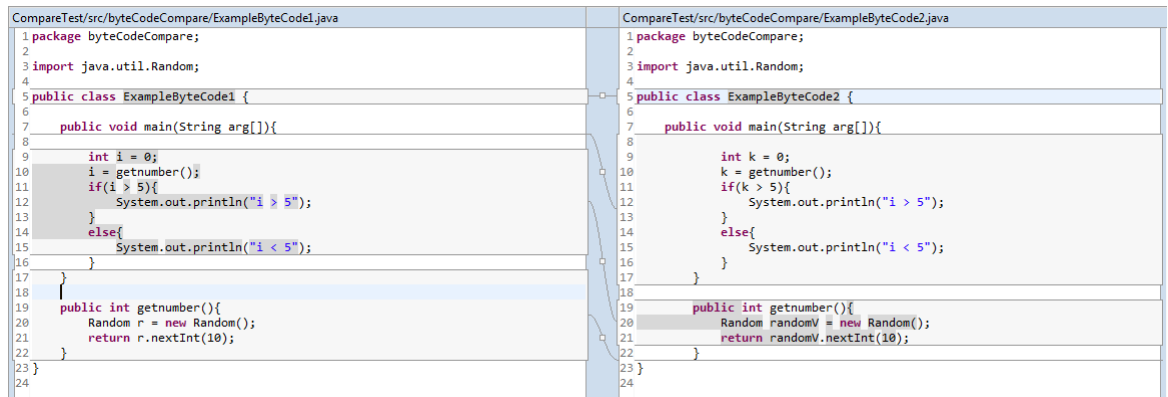 CompareTest/src/byteCodeCompare/ExampleByteCode1.java
1 package byteCodeCompare;
2
3 import java.util.Random;
4
5 public class ExampleByteCode1 {
6
7     public void main(String arg[]){
8
9         int i = 0;
10         i = getnumber();
11         if(i > 5){
12             System.out.println("i > 5");
13         }
14         else{
15             System.out.println("i < 5");
16         }
17     }
18
19     public int getnumber(){
20         Random r = new Random();
21         return r.nextInt(10);
22     }
23 }
24
CompareTest/src/byteCodeCompare/ExampleByteCode2.java
1 package byteCodeCompare;
2
3 import java.util.Random;
4
5 public class ExampleByteCode2 {
6
7     public void main(String arg[]){
8
9             int k = 0;
10             k = getnumber();
11             if(k > 5){
12                 System.out.println("i > 5");
13             }
14             else{
15                 System.out.println("i < 5");
16             }
17         }
18
19         public int getnumber(){
20             Random randomV = new Random();
21             return randomV.nextInt(10);
22         }
23 }
24